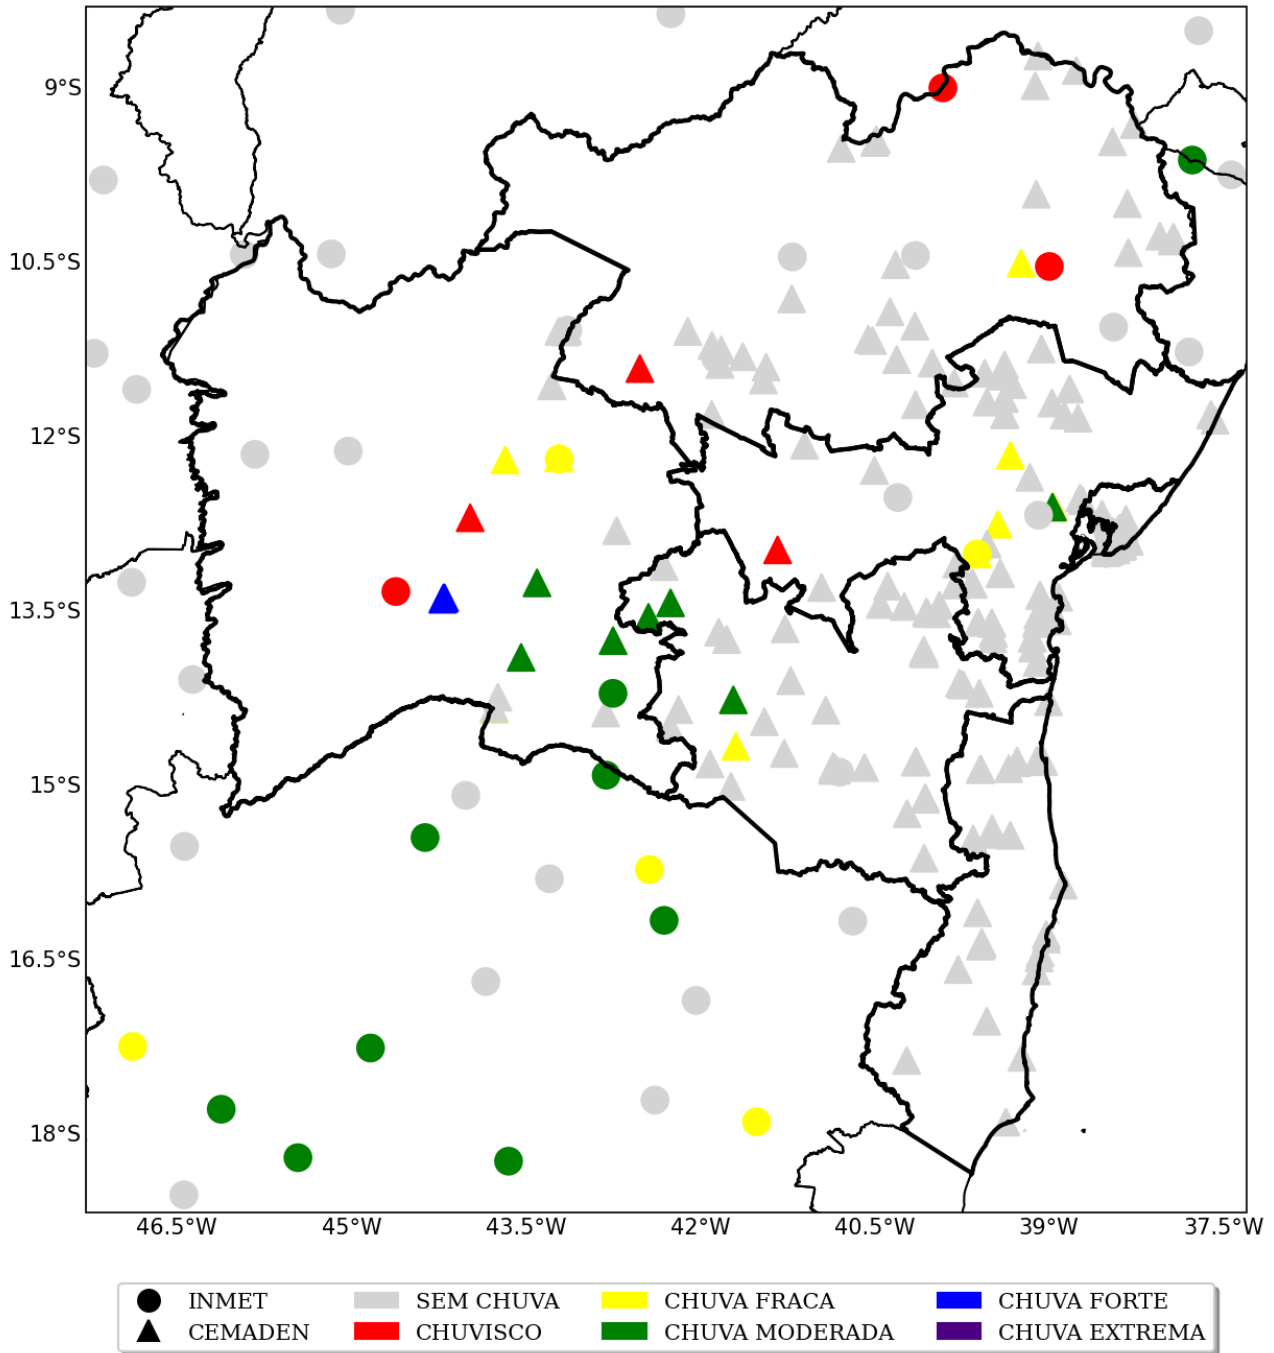 9°S
10.5°S
12°S
13.5°S
15°S
16.5°S
18°S
46.5°W 45°W 43.5°W 42°W 40.5°W 39°W 37.5°W
INMET SEM CHUVA CHUVA FRACA CHUVA FORTE
CEMADEN CHUVISCO CHUVA MODERADA CHUVA EXTREMA